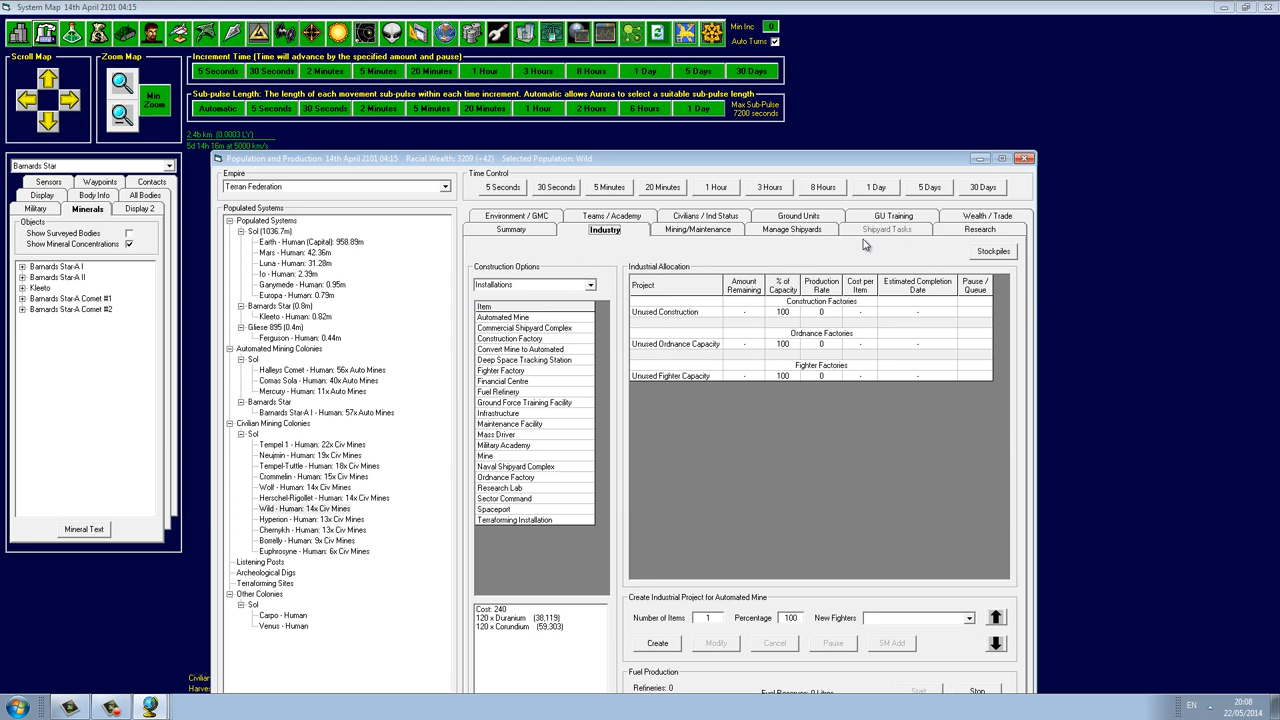 System Map 14th April 2101 04:15
Min Inc 0
Auto Turns
Scroll Map
Zoom Map
Min Zoom
Increment Time (Time will advance by the specified amount and pause)
5 Seconds 30 Seconds 2 Minutes 5 Minutes 20 Minutes 1 Hour 3 Hours 8 Hours 1 Day 5 Days 30 Days
Sub-pulse Length: The length of each movement sub-pulse within each time increment. Automatic allows Aurora to select a suitable sub-pulse length
Automatic 5 Seconds 30 Seconds 2 Minutes 5 Minutes 20 Minutes 1 Hour 2 Hours 6 Hours 1 Day
Max Sub-Pulse
7200 seconds
2.4b km (0.0003 LY)
5d 14h 16m at 5000 km/s
Barnards Star
Sensors Waypoints Contacts
Display Body Info All Bodies
Military Minerals Display 2
Objects
Show Surveyed Bodies
Show Mineral Concentrations
Barnards Star-A I
Barnards Star-A II
Kleeto
Barnards Star-A Comet #1
Barnards Star-A Comet #2
Mineral Text
Civilian
Harves
Population and Production 14th April 2101 04:15 Racial Wealth: 3209 (+42) Selected Population: Wild
Empire
Terran Federation
Time Control
5 Seconds 30 Seconds 5 Minutes 20 Minutes 1 Hour 3 Hours 8 Hours 1 Day 5 Days 30 Days
Populated Systems
Populated Systems
Sol (1036.7m)
Earth - Human (Capital): 958.89m
Mars - Human: 42.36m
Luna - Human: 31.28m
Io - Human: 2.39m
Ganymede - Human: 0.95m
Europa - Human: 0.79m
Barnards Star (0.8m)
Kleeto - Human: 0.82m
Gliese 895 (0.4m)
Ferguson - Human: 0.44m
Automated Mining Colonies
Sol
Halleys Comet - Human: 56x Auto Mines
Comas Sola - Human: 40x Auto Mines
Mercury - Human: 11x Auto Mines
Barnards Star
Barnards Star-A I - Human: 57x Auto Mines
Civilian Mining Colonies
Sol
Tempel 1 - Human: 22x Civ Mines
Neujmin - Human: 19x Civ Mines
Tempel-Tuttle - Human: 18x Civ Mines
Crommelin - Human: 15x Civ Mines
Wolf - Human: 14x Civ Mines
Herschel-Rigollet - Human: 14x Civ Mines
Wild - Human: 14x Civ Mines
Hyperion - Human: 13x Civ Mines
Chernykh - Human: 13x Civ Mines
Borrelly - Human: 9x Civ Mines
Euphrosyne - Human: 6x Civ Mines
Listening Posts
Archeological Digs
Terraforming Sites
Other Colonies
Sol
Carpo - Human
Venus - Human
Environment / GMC Teams / Academy Civilians / Ind Status Ground Units GU Training Wealth / Trade
Summary Industry Mining/Maintenance Manage Shipyards Shipyard Tasks Research
Stockpiles
Construction Options
Installations
Item
Automated Mine
Commercial Shipyard Complex
Construction Factory
Convert Mine to Automated
Deep Space Tracking Station
Fighter Factory
Financial Centre
Fuel Refinery
Ground Force Training Facility
Infrastructure
Maintenance Facility
Mass Driver
Military Academy
Mine
Naval Shipyard Complex
Ordnance Factory
Research Lab
Sector Command
Spaceport
Terraforming Installation
Cost: 240
120 x Duranium (38,119)
120 x Corundium (59,303)
Industrial Allocation
Project Amount Remaining % of Capacity Production Rate Cost per Item Estimated Completion Date Pause / Queue
Construction Factories
Unused Construction - 100 0 - -
Ordnance Factories
Unused Ordnance Capacity - 100 0 - -
Fighter Factories
Unused Fighter Capacity - 100 0 - -
Create Industrial Project for Automated Mine
Number of Items 1 Percentage 100 New Fighters
Create Modify Cancel Pause SM Add
Fuel Production
Refineries: 0 Fuel Reserves: 0 Litres Start Stop
EN
20:08
22/05/2014